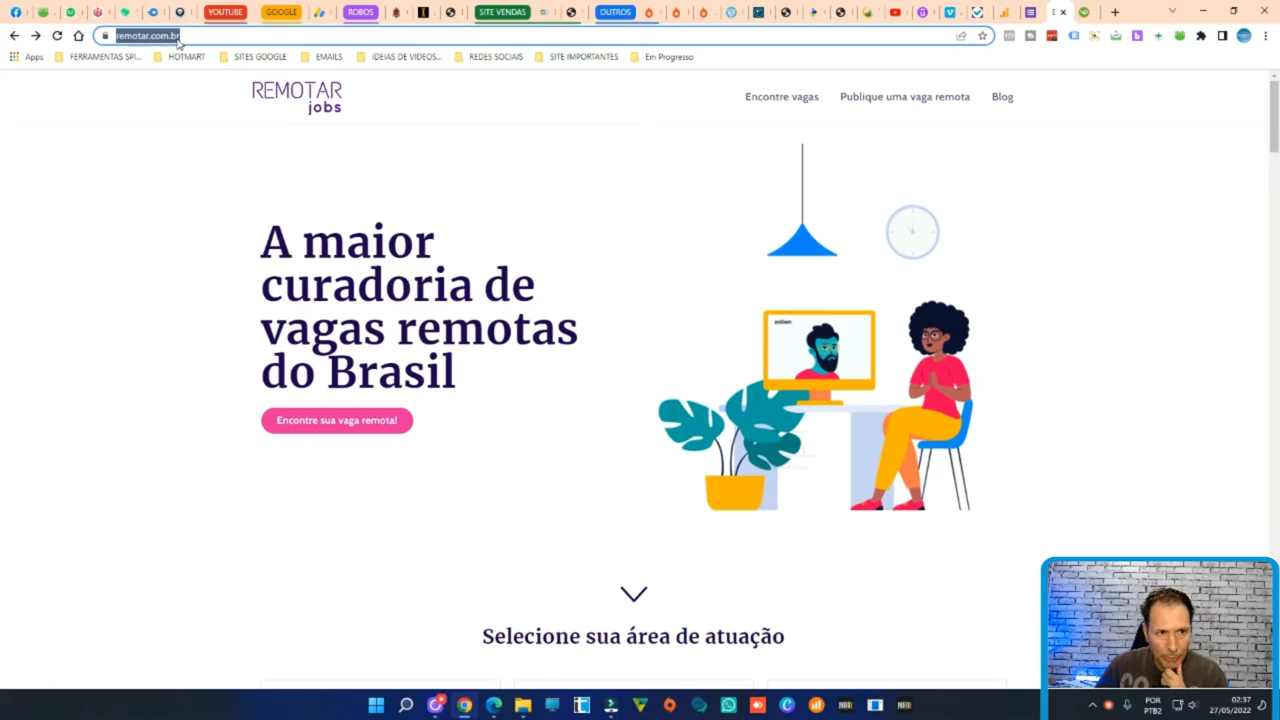 YOUTUBE GOOGLE ROBOS SITE VENDAS OUTROS
remotar.com.br
Apps FERRAMENTAS SPI... HOTMART SITES GOOGLE EMAILS IDEIAS DE VIDEOS... REDES SOCIAIS SITE IMPORTANTES Em Progresso
REMOTAR
jobs
Encontre vagas Publique uma vaga remota Blog
A maior
curadoria de
vagas remotas
do Brasil
zoOom
Encontre sua vaga remota!
Selecione sua área de atuação
POR
PTB2
02:37
27/05/2022